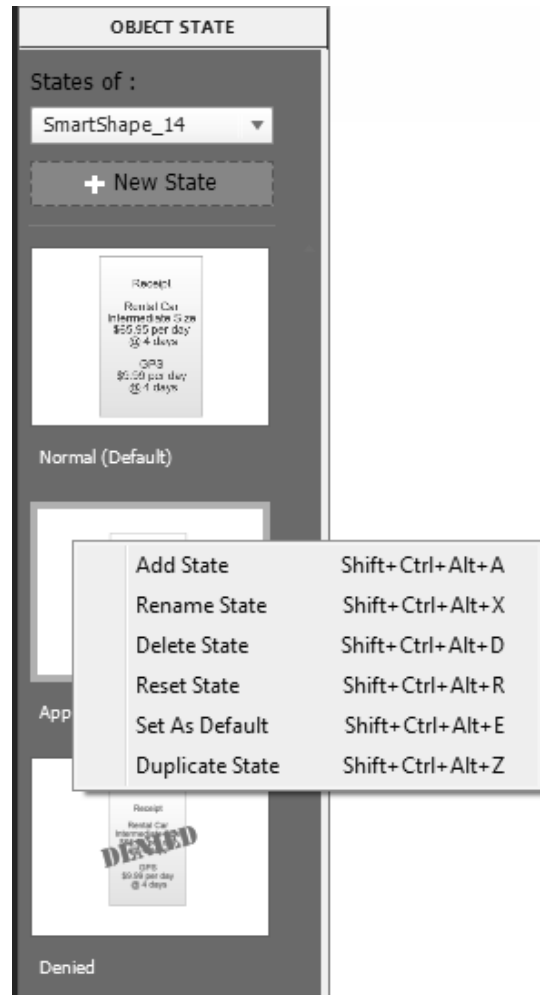 OBJECT STATE
States of :
SmartShape_14
New State
Receipt
Rental Car
Intermediate Size
$65.95 per day
@ 4 days
GPS
$9.99 per day
@ 4 days
Normal (Default)
Add State Shift+Ctrl+Alt+A
Rename State Shift+Ctrl+Alt+X
Delete State Shift+Ctrl+Alt+D
Reset State Shift+Ctrl+Alt+R
App
Set As Default Shift+Ctrl+Alt+E
Duplicate State Shift+Ctrl+Alt+Z
Receipt
Rental Car
DENIED
GPS
$9.99 per day
@ 4 days
Denied